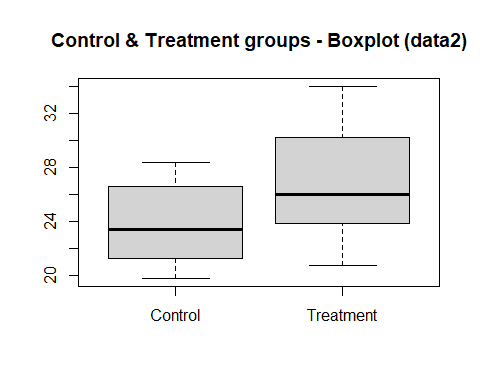 Control & Treatment groups - Boxplot (data2)
32
28
24
20
Control Treatment